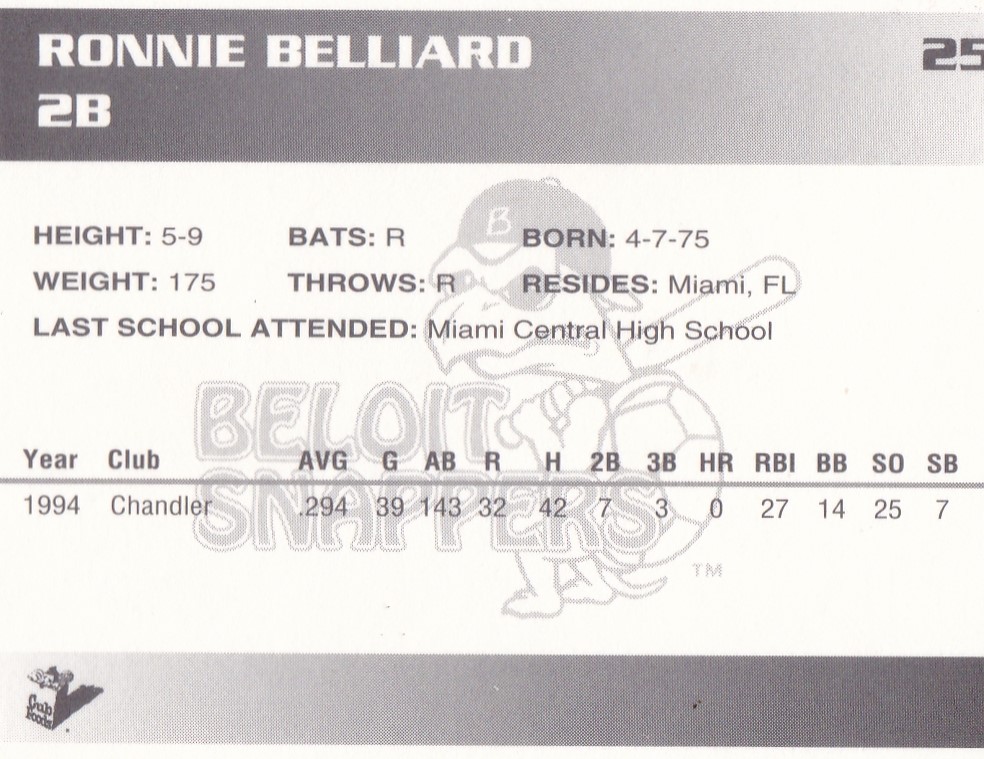 RONNIE BELLIARD 25
2B
B
HEIGHT: 5-9 BATS: R BORN: 4-7-75
WEIGHT: 175 THROWS: R RESIDES: Miami, FL
LAST SCHOOL ATTENDED: Miami Central High School
BELOIT
SNAPPERS
TM
Year Club AVG G AB R H 2B 3B HR RBI BB SO SB
1994 Chandler .294 39 143 32 42 7 3 0 27 14 25 7
Cub
Foods